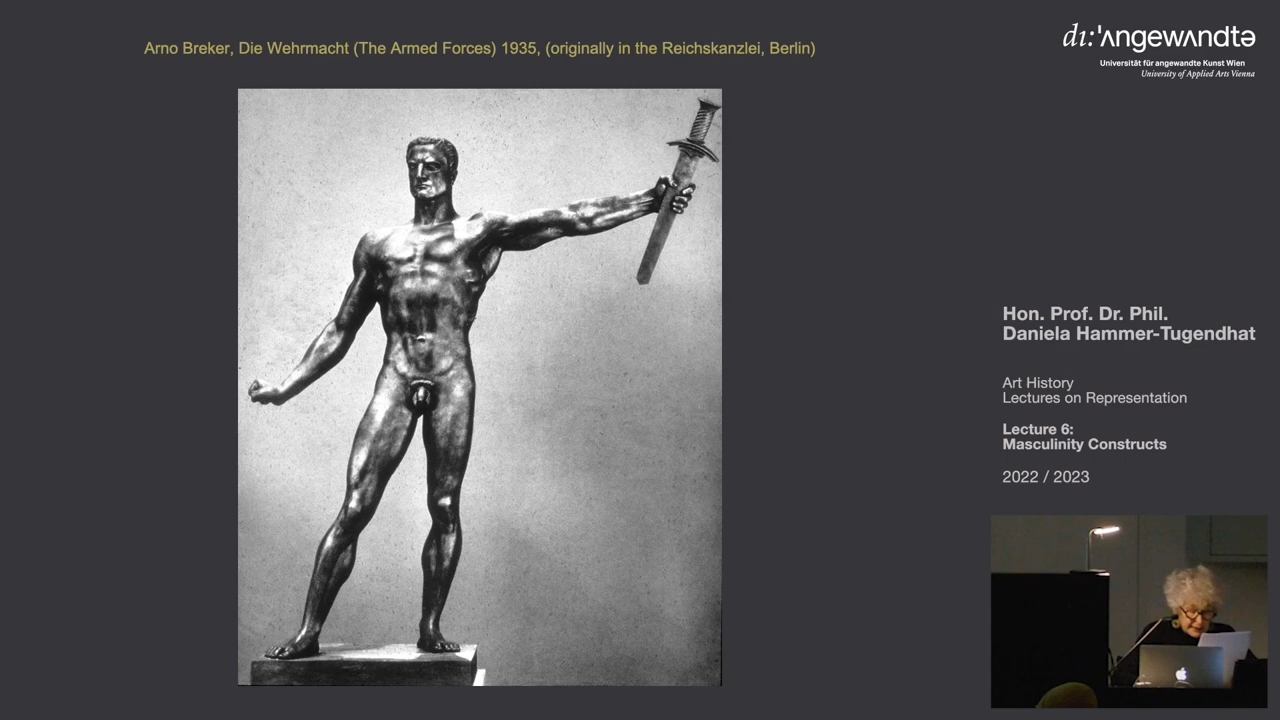 Arno Breker, Die Wehrmacht (The Armed Forces) 1935, (originally in the Reichskanzlei, Berlin)
dı:'ʌngewʌndtə
Universität für angewandte Kunst Wien
University of Applied Arts Vienna
Hon. Prof. Dr. Phil.
Daniela Hammer-Tugendhat
Art History
Lectures on Representation
Lecture 6:
Masculinity Constructs
2022 / 2023